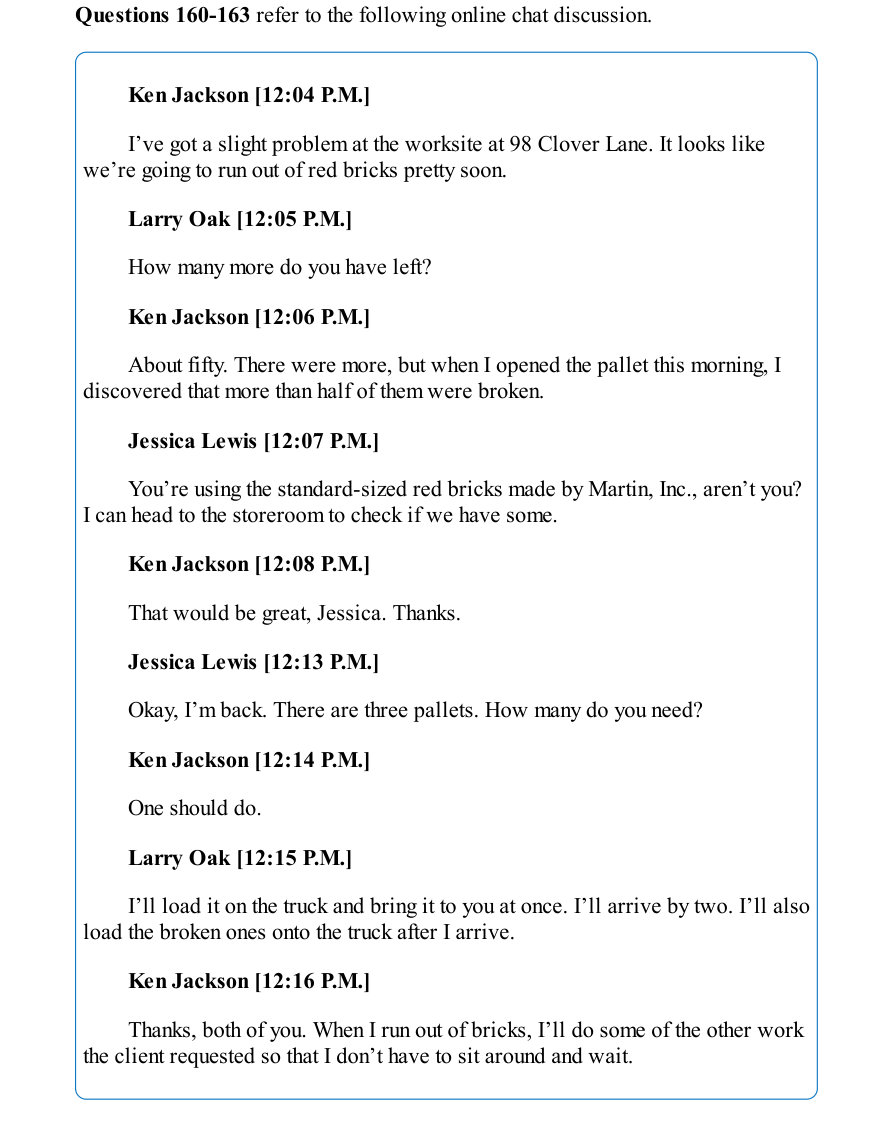 Questions 160-163 refer to the following online chat discussion.
Ken Jackson [12:04 P.M.]
I’ve got a slight problem at the worksite at 98 Clover Lane. It looks like
we’re going to run out of red bricks pretty soon.
Larry Oak [12:05 P.M.]
How many more do you have left?
Ken Jackson [12:06 P.M.]
About fifty. There were more, but when I opened the pallet this morning, I
discovered that more than half of them were broken.
Jessica Lewis [12:07 P.M.]
You’re using the standard-sized red bricks made by Martin, Inc., aren’t you?
I can head to the storeroom to check if we have some.
Ken Jackson [12:08 P.M.]
That would be great, Jessica. Thanks.
Jessica Lewis [12:13 P.M.]
Okay, I’m back. There are three pallets. How many do you need?
Ken Jackson [12:14 P.M.]
One should do.
Larry Oak [12:15 P.M.]
I’ll load it on the truck and bring it to you at once. I’ll arrive by two. I’ll also
load the broken ones onto the truck after I arrive.
Ken Jackson [12:16 P.M.]
Thanks, both of you. When I run out of bricks, I’ll do some of the other work
the client requested so that I don’t have to sit around and wait.